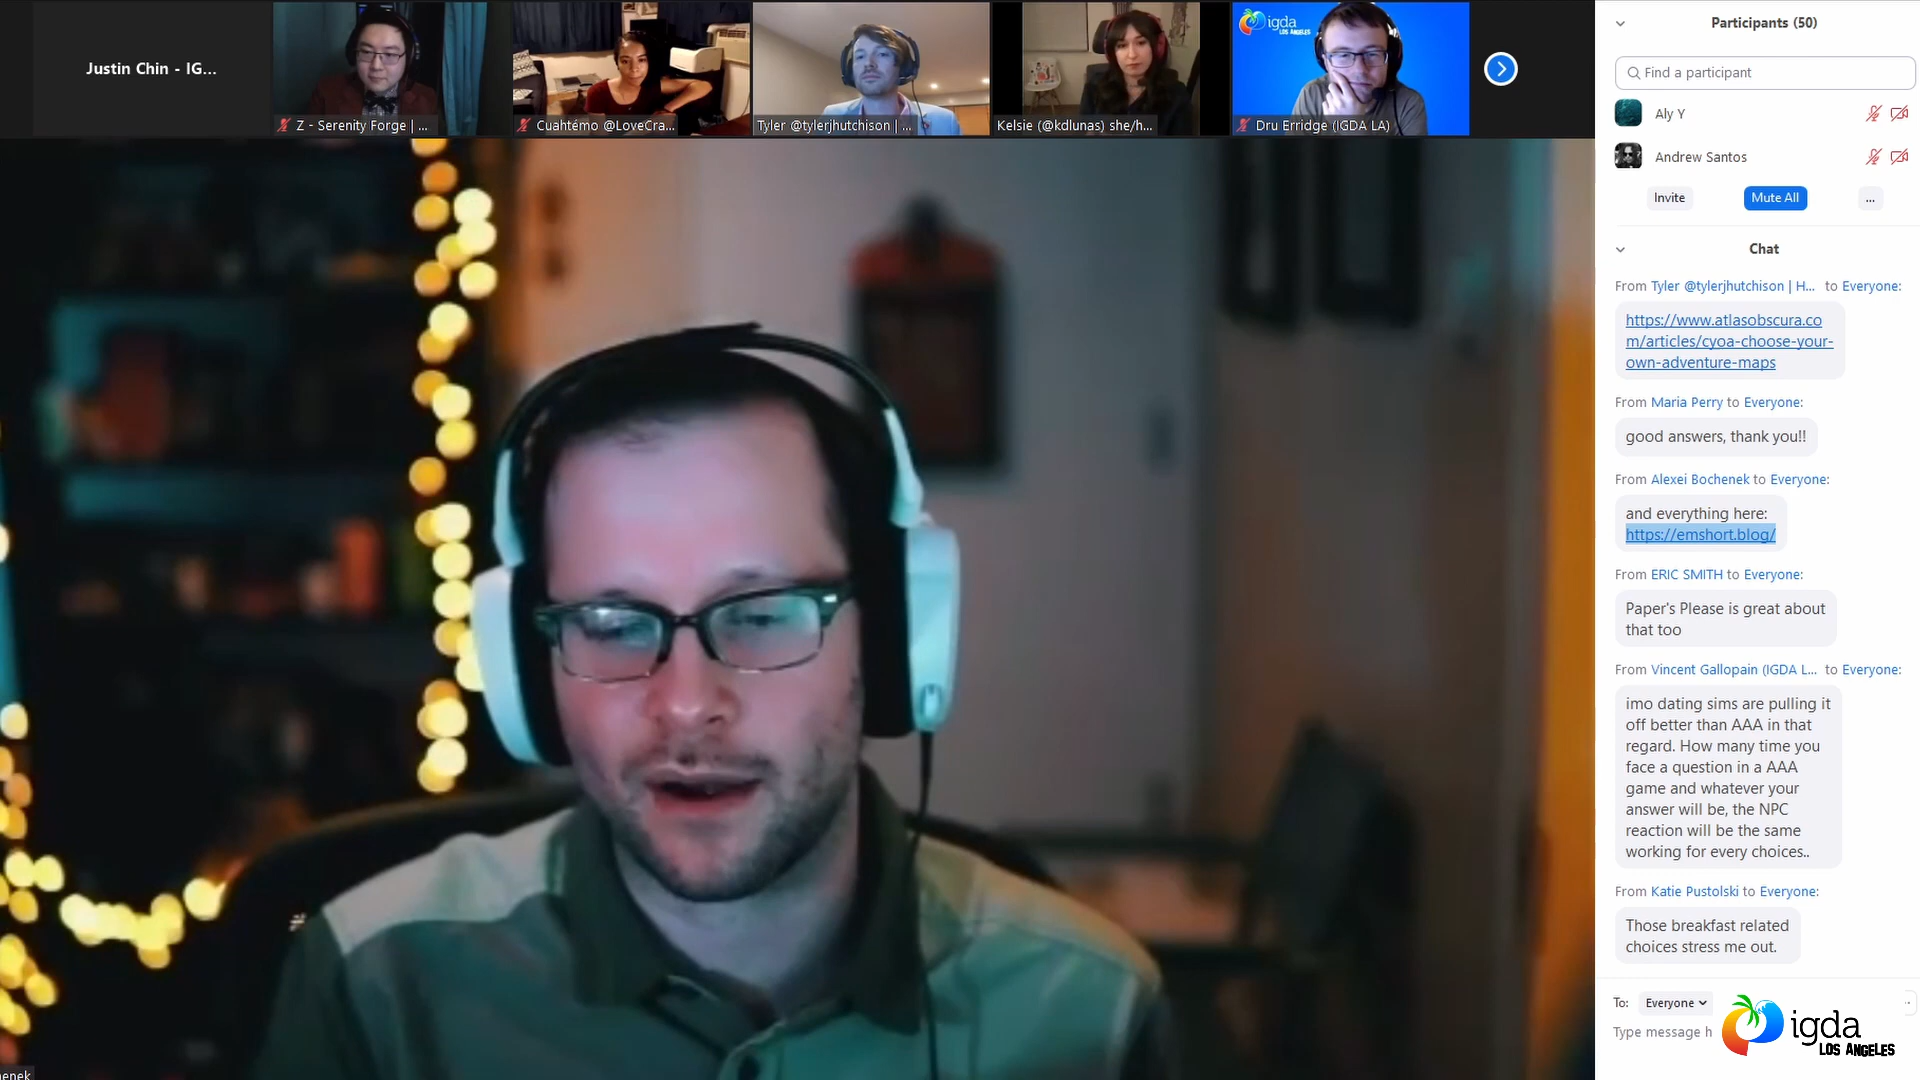 Justin Chin - IG...
Z - Serenity Forge | ...
Cuahtémo @LoveCra...
Tyler @tylerjhutchison | ...
Kelsie (@kdlunas) she/h...
igda
LOS ANGELES
Dru Erridge (IGDA LA)
enek
Participants (50)
Find a participant
Aly Y
Andrew Santos
Invite
Mute All
...
Chat
From Tyler @tylerjhutchison | H... to Everyone:
https://www.atlasobscura.co
m/articles/cyoa-choose-your-
own-adventure-maps
From Maria Perry to Everyone:
good answers, thank you!!
From Alexei Bochenek to Everyone:
and everything here:
https://emshort.blog/
From ERIC SMITH to Everyone:
Paper's Please is great about
that too
From Vincent Gallopain (IGDA L... to Everyone:
imo dating sims are pulling it
off better than AAA in that
regard. How many time you
face a question in a AAA
game and whatever your
answer will be, the NPC
reaction will be the same
working for every choices..
From Katie Pustolski to Everyone:
Those breakfast related
choices stress me out.
To: Everyone
Type message h
igda
LOS ANGELES